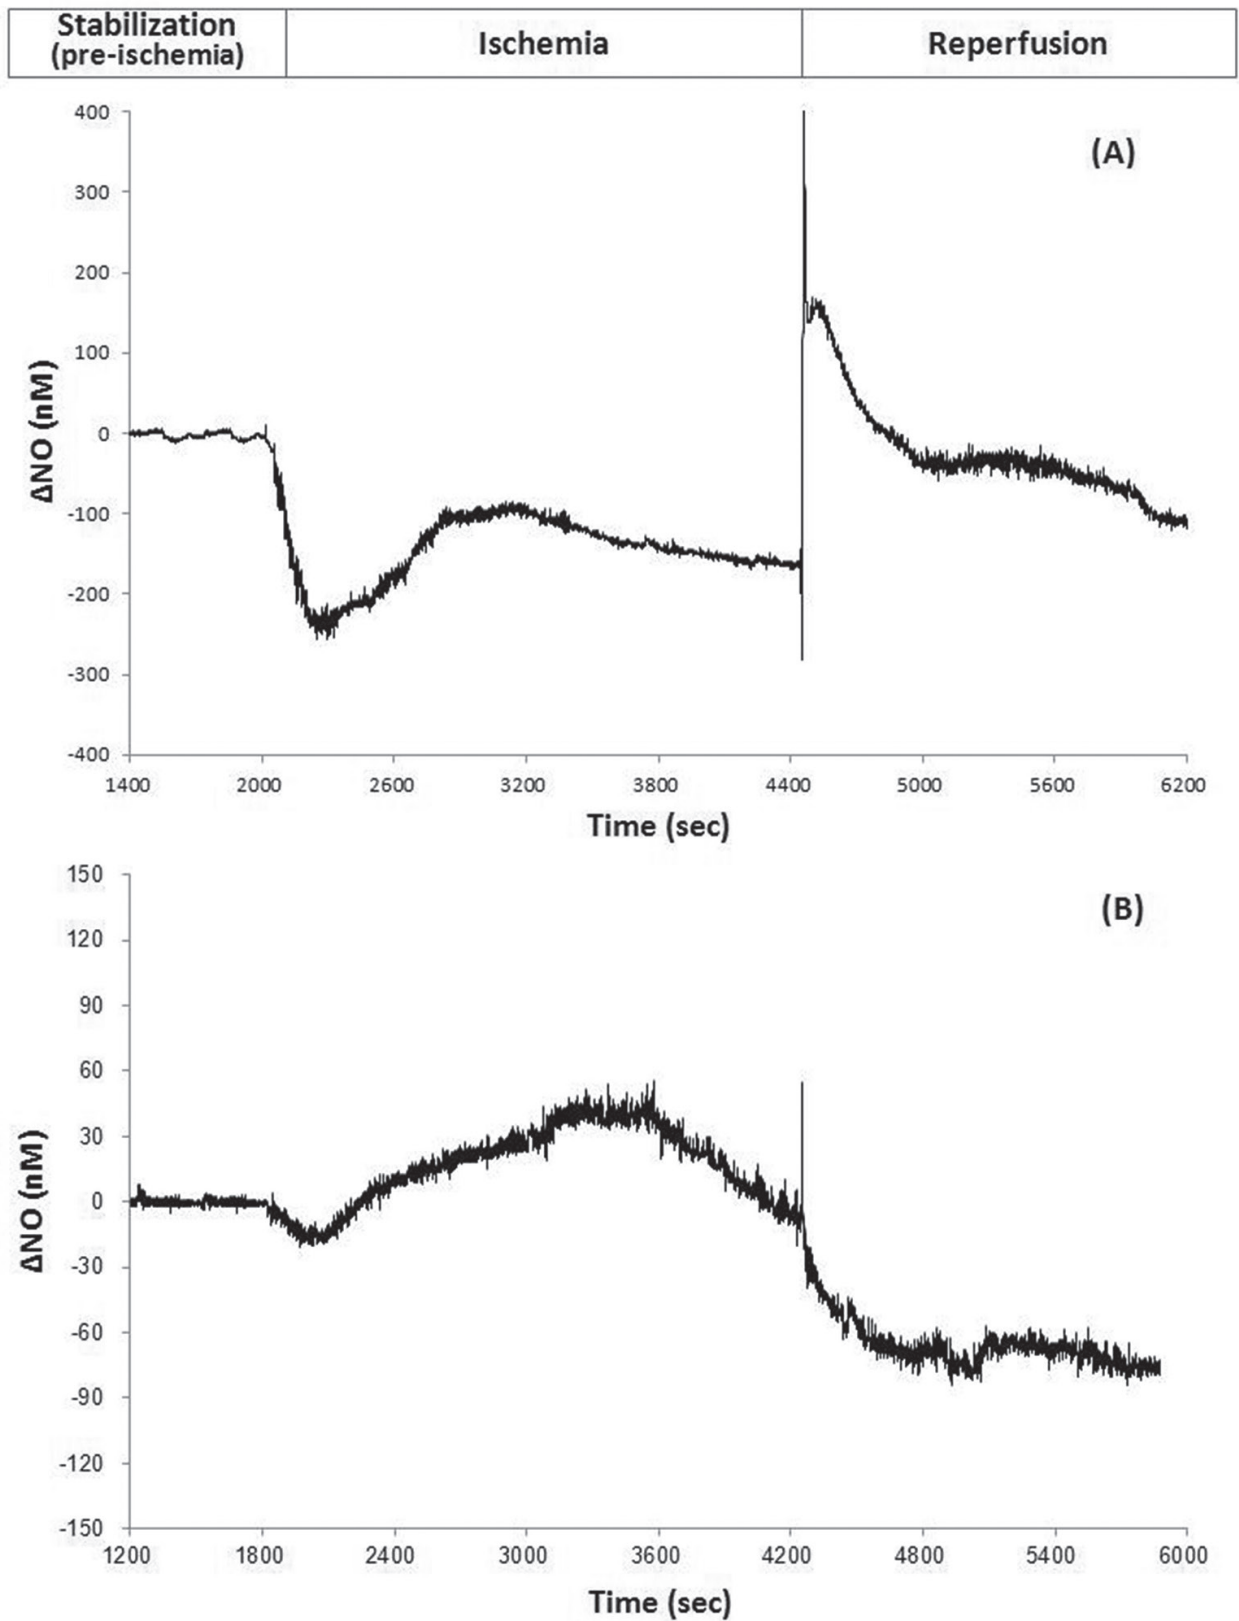 Stabilization
(pre-ischemia)
Ischemia
Reperfusion
(A)
400
300
200
100
0
-100
-200
-300
-400
ΔNO (nM)
1400 2000 2600 3200 3800 4400 5000 5600 6200
Time (sec)
(B)
150
120
90
60
30
0
-30
-60
-90
-120
-150
ΔNO (nM)
1200 1800 2400 3000 3600 4200 4800 5400 6000
Time (sec)